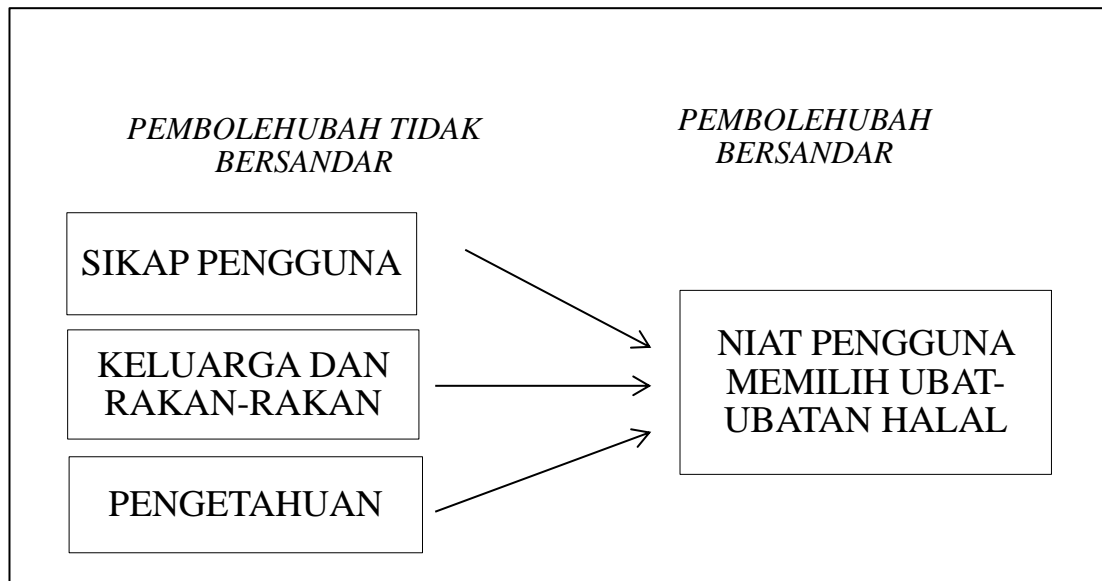 PEMBOLEHUBAH TIDAK
BERSANDAR
PEMBOLEHUBAH
BERSANDAR
SIKAP PENGGUNA
KELUARGA DAN
RAKAN-RAKAN
PENGETAHUAN
NIAT PENGGUNA
MEMILIH UBAT-
UBATAN HALAL